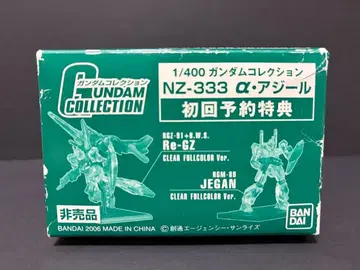 ガンダムコレクション
GUNDAM
COLLECTION
1/400 ガンダムコレクション
NZ-333 α・アジール
初回予約特典
RGZ-91+B.W.S.
Re-GZ
CLEAR FULLCOLOR Ver.
RGM-89
JEGAN
CLEAR FULLCOLOR Ver.
非売品
BANDAI 2006 MADE IN CHINA
©創通エージェンシー・サンライズ
BAN
DAI